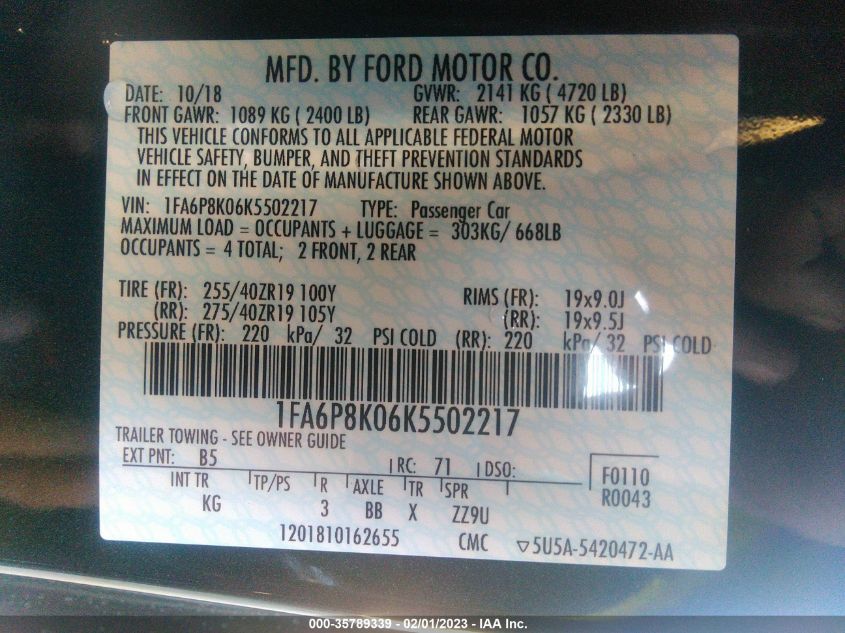 MFD. BY FORD MOTOR CO.
DATE: 10/18 GVWR: 2141 KG ( 4720 LB)
FRONT GAWR: 1089 KG ( 2400 LB) REAR GAWR: 1057 KG ( 2330 LB)
THIS VEHICLE CONFORMS TO ALL APPLICABLE FEDERAL MOTOR
VEHICLE SAFETY, BUMPER, AND THEFT PREVENTION STANDARDS
IN EFFECT ON THE DATE OF MANUFACTURE SHOWN ABOVE.
VIN: 1FA6P8K06K5502217 TYPE: Passenger Car
MAXIMUM LOAD = OCCUPANTS + LUGGAGE = 303KG/ 668LB
OCCUPANTS = 4 TOTAL; 2 FRONT, 2 REAR
TIRE (FR): 255/40ZR19 100Y RIMS (FR): 19x9.0J
(RR): 275/40ZR19 105Y (RR): 19x9.5J
PRESSURE (FR): 220 kPa/ 32 PSI COLD (RR): 220 kPa/ 32 PSI COLD
1FA6P8K06K5502217
TRAILER TOWING - SEE OWNER GUIDE
EXT PNT: B5 RC: 71 DSO: F0110
INT TR TP/PS R AXLE TR SPR R0043
KG 3 BB X ZZ9U
1201810162655 CMC ▽5U5A-5420472-AA
000-35789339 - 02/01/2023 - IAA Inc.